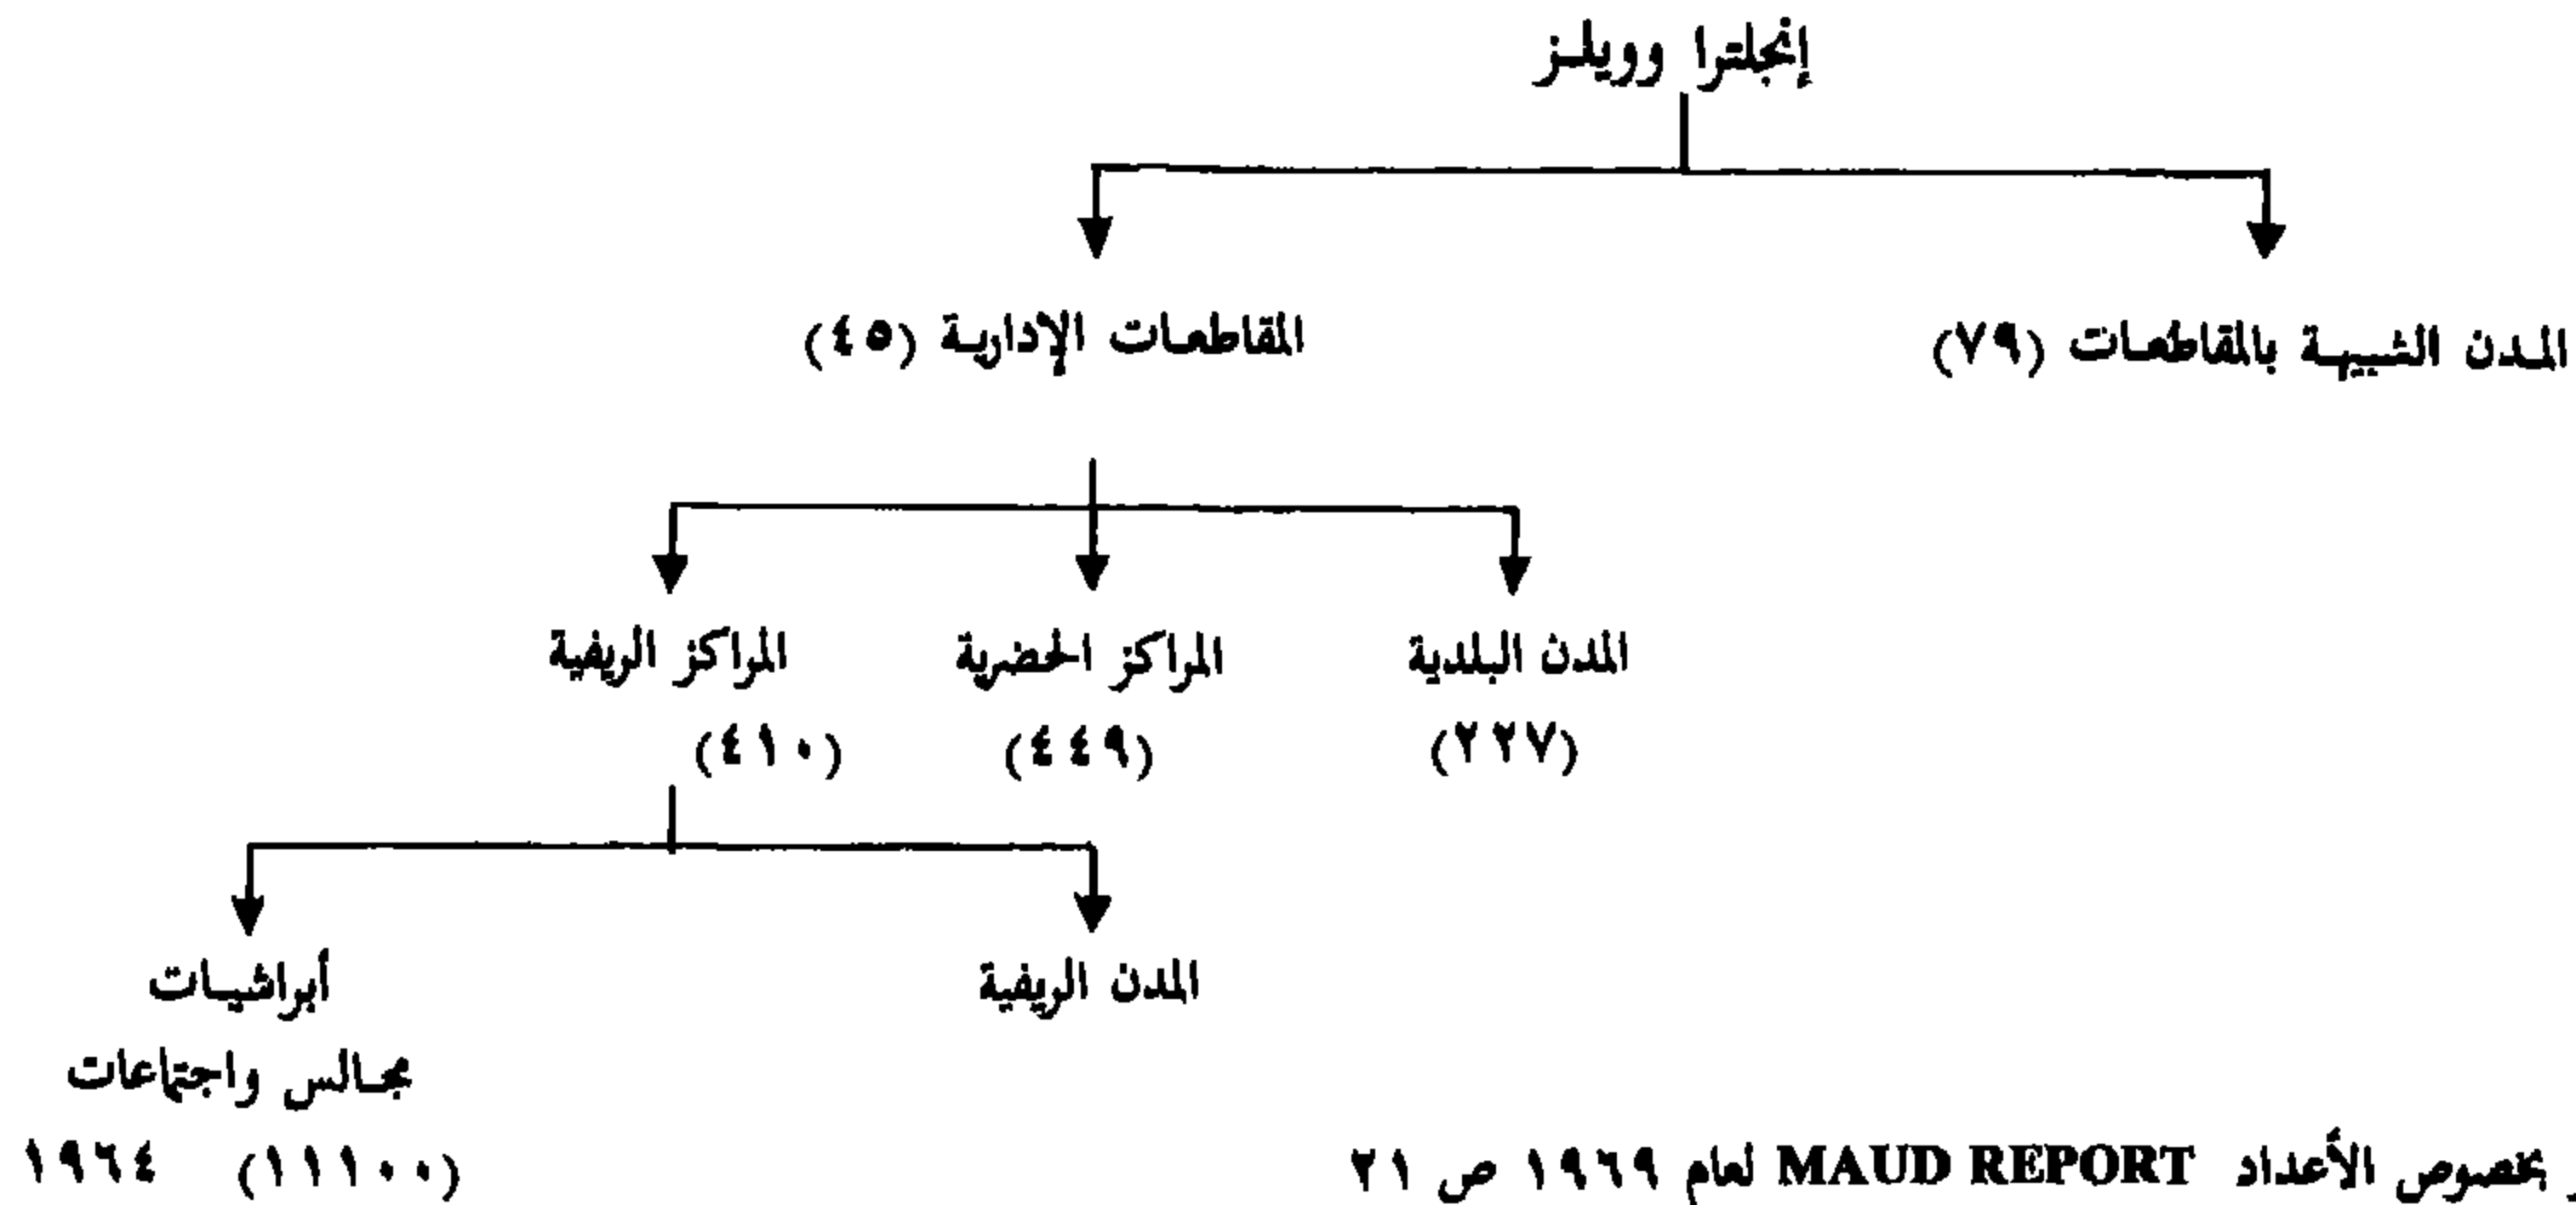 إنجلترا وويلز
المدن الشبيهة بالمقاطعات (٧٩)
المقاطعات الإدارية (٤٥)
المدن البلدية
(٢٢٧)
المراكز الحضرية
(٤٤٩)
المراكز الريفية
(٤١٠)
المدن الريفية
أبراشيات
مجالس واجتماعات
(١١١٠٠) ١٩٦٤
بخصوص الأعداد MAUD REPORT لعام ١٩٦٩ ص ٢١